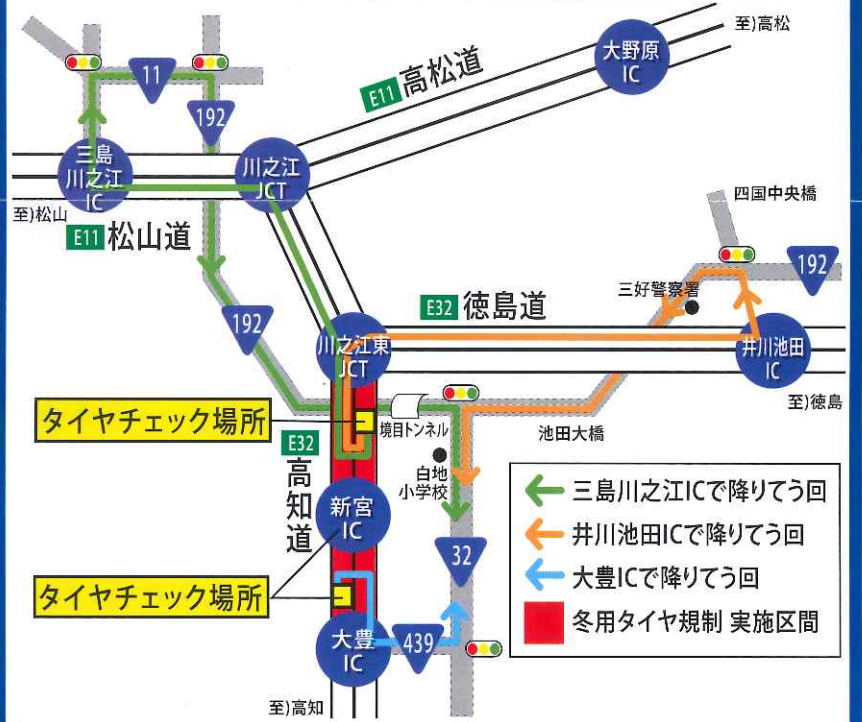 至)高松
大野原
IC
E11 高松道
11
192
三島
川之江
IC
川之江
JCT
至)松山
E11 松山道
四国中央橋
192
三好警察署
E32 徳島道
192
川之江東
JCT
井川池田
IC
至)徳島
タイヤチェック場所
境目トンネル
池田大橋
E32
高知道
白地
小学校
新宮
IC
32
タイヤチェック場所
大豊
IC
439
至)高知
三島川之江ICで降りてう回
井川池田ICで降りてう回
大豊ICで降りてう回
冬用タイヤ規制 実施区間